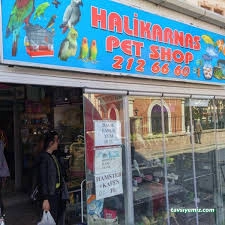 HALİKARNAS
PET SHOP
212 66 60
HAMSTER
KAFES
tavsiyemiz.com